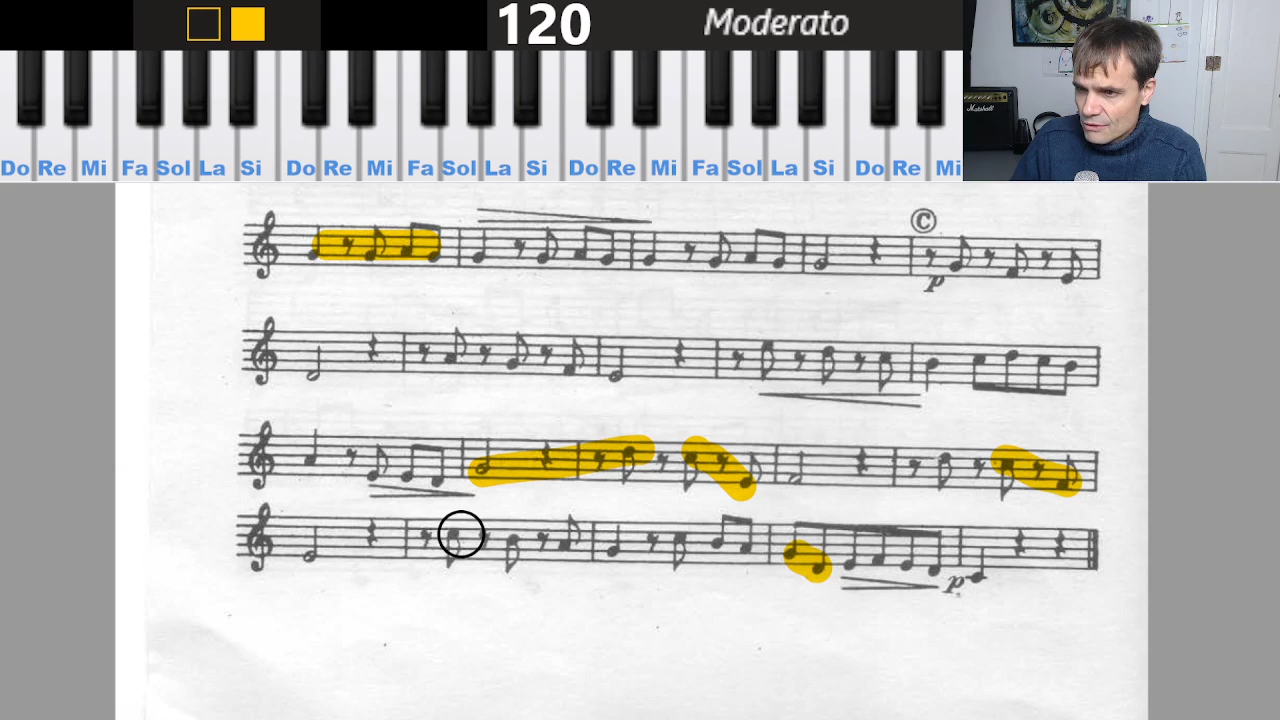 120 Moderato
Marshall
Do Re Mi Fa Sol La Si Do Re Mi Fa Sol La Si Do Re Mi Fa Sol La Si Do Re Mi
C
p
p